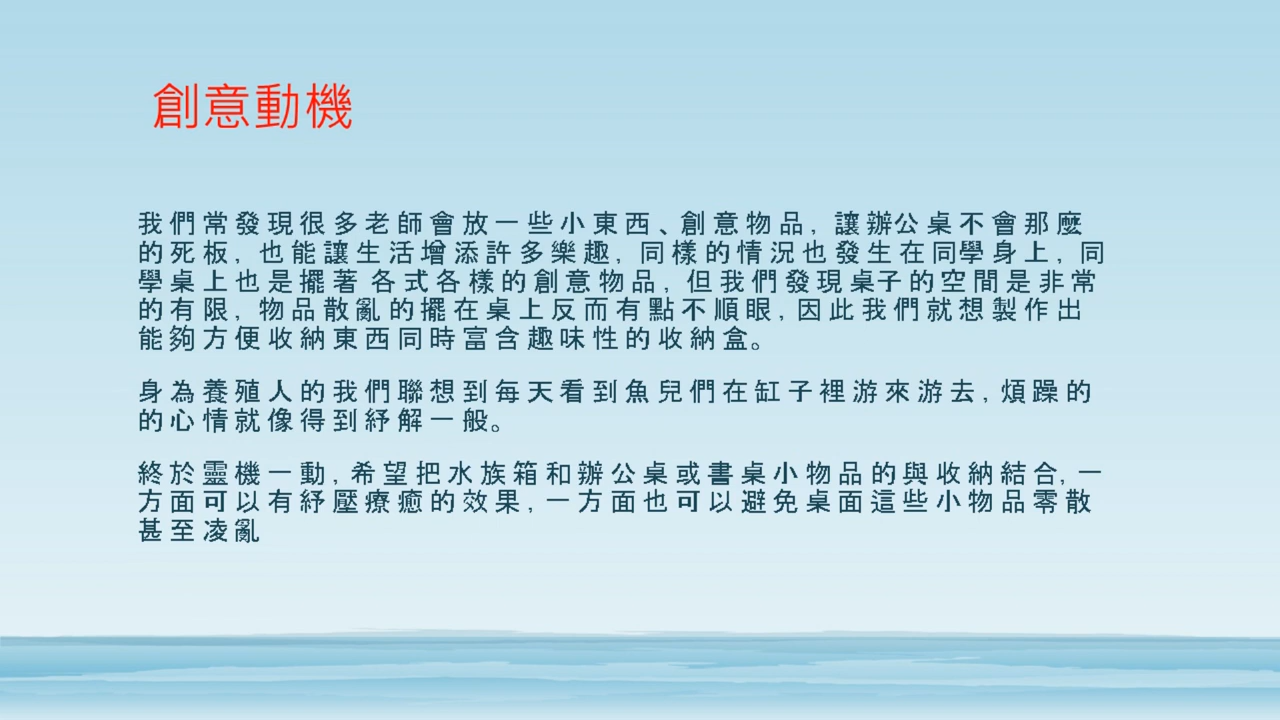 創意動機
我們常發現很多老師會放一些小東西、創意物品, 讓辦公桌不會那麼
的死板, 也能讓生活增添許多樂趣, 同樣的情況也發生在同學身上, 同
學桌上也是擺著 各式各樣的創意物品, 但我們發現桌子的空間是非常
的有限, 物品散亂的擺在桌上反而有點不順眼, 因此我們就想製作出
能夠方便收納東西同時富含趣味性的收納盒。
身為養殖人的我們聯想到每天看到魚兒們在缸子裡游來游去, 煩躁的
的心情就像得到紓解一般。
終於靈機一動, 希望把水族箱和辦公桌或書桌小物品的與收納結合, 一
方面可以有紓壓療癒的效果, 一方面也可以避免桌面這些小物品零散
甚至凌亂